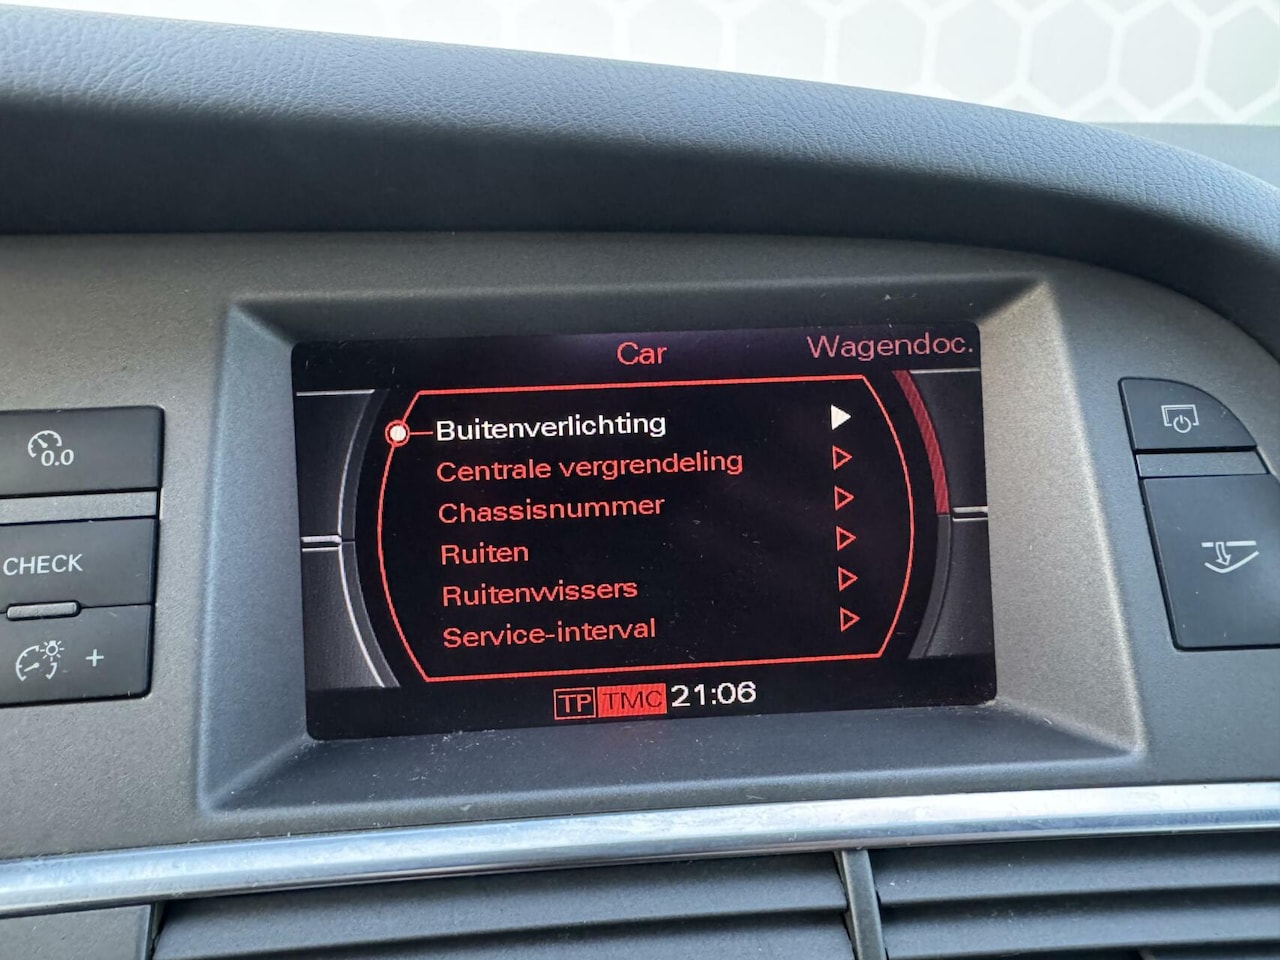 Car
Wagendoc.
Buitenverlichting
Centrale vergrendeling
Chassisnummer
Ruiten
Ruitenwissers
Service-interval
TP TMC 21:06
0.0
CHECK
+